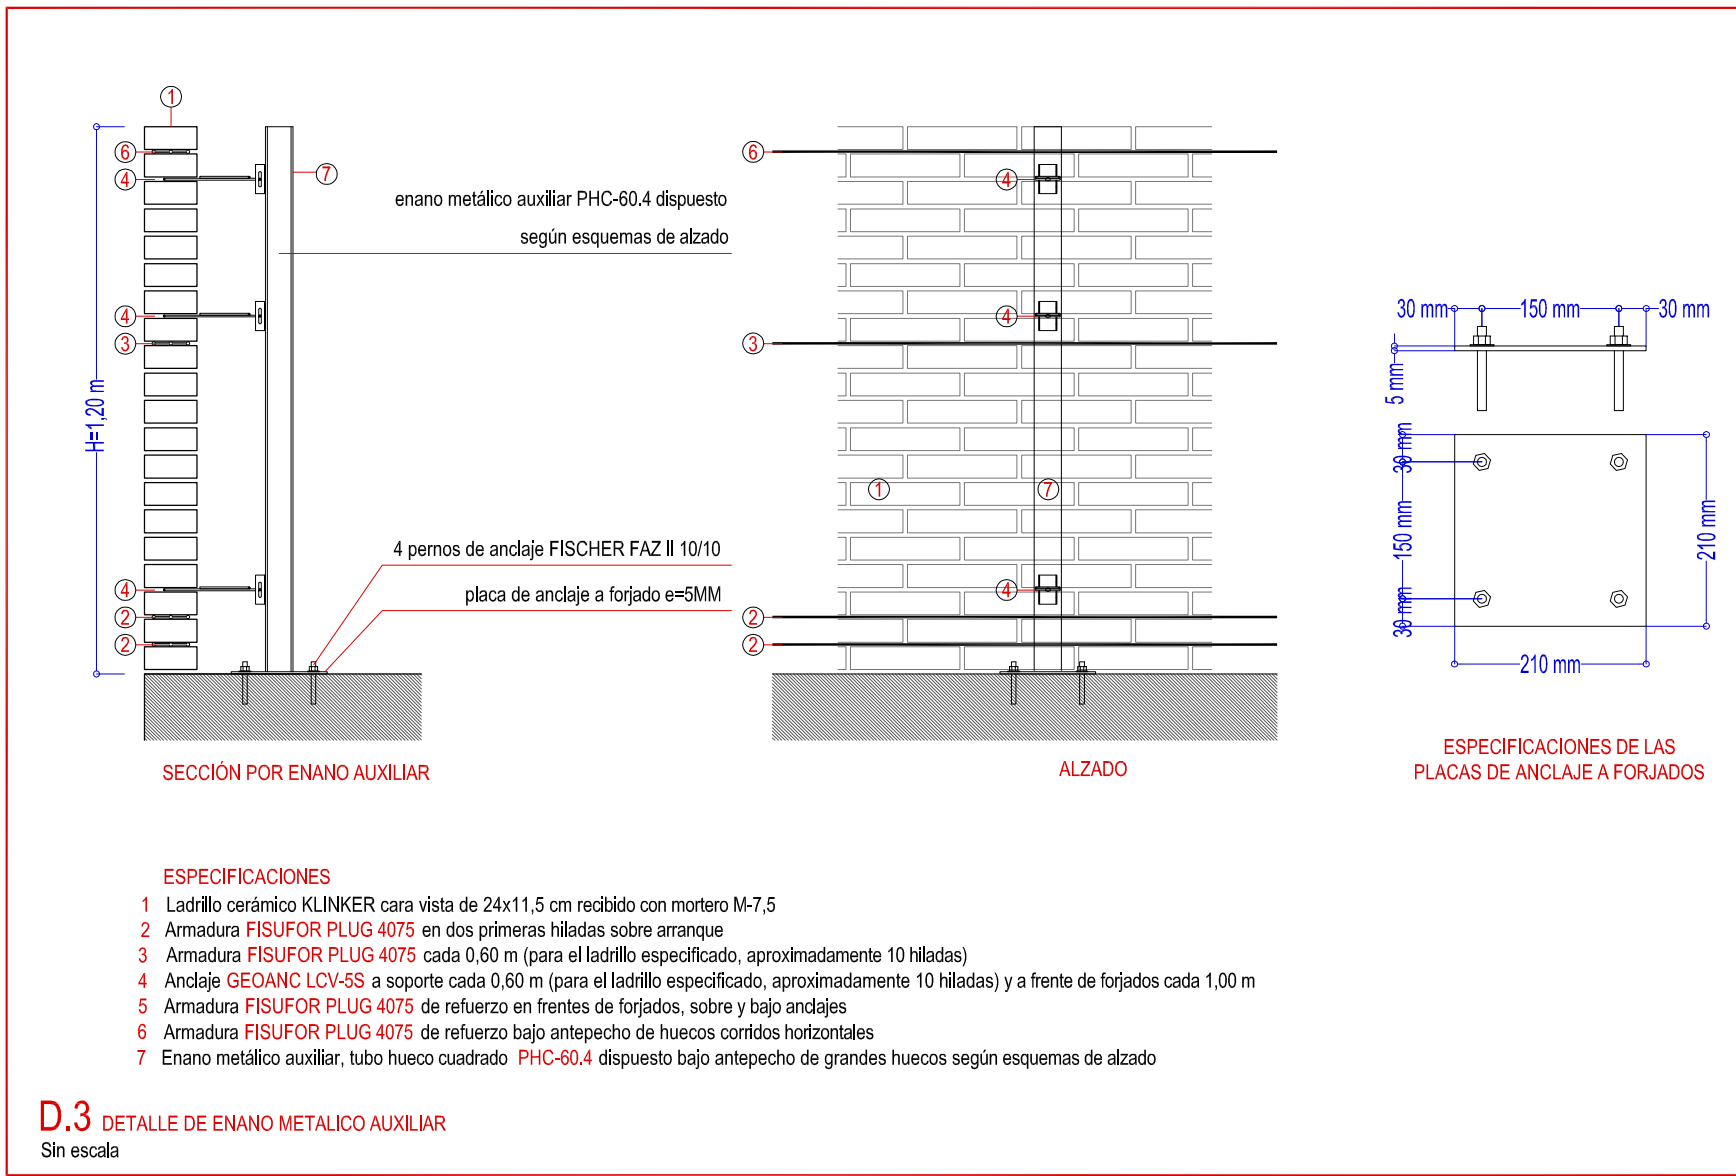 1
6
4
7
enano metálico auxiliar PHC-60.4 dispuesto
según esquemas de alzado
4
3
H=1,20 m
4 pernos de anclaje FISCHER FAZ II 10/10
placa de anclaje a forjado e=5MM
4
2
2
SECCIÓN POR ENANO AUXILIAR
6
4
4
3
1
7
4
2
2
ALZADO
30 mm
150 mm
30 mm
5 mm
30 mm
150 mm
30 mm
210 mm
210 mm
ESPECIFICACIONES DE LAS
PLACAS DE ANCLAJE A FORJADOS
ESPECIFICACIONES
1 Ladrillo cerámico KLINKER cara vista de 24x11,5 cm recibido con mortero M-7,5
2 Armadura FISUFOR PLUG 4075 en dos primeras hiladas sobre arranque
3 Armadura FISUFOR PLUG 4075 cada 0,60 m (para el ladrillo especificado, aproximadamente 10 hiladas)
4 Anclaje GEOANC LCV-5S a soporte cada 0,60 m (para el ladrillo especificado, aproximadamente 10 hiladas) y a frente de forjados cada 1,00 m
5 Armadura FISUFOR PLUG 4075 de refuerzo en frentes de forjados, sobre y bajo anclajes
6 Armadura FISUFOR PLUG 4075 de refuerzo bajo antepecho de huecos corridos horizontales
7 Enano metálico auxiliar, tubo hueco cuadrado PHC-60.4 dispuesto bajo antepecho de grandes huecos según esquemas de alzado
D.3 DETALLE DE ENANO METALICO AUXILIAR
Sin escala